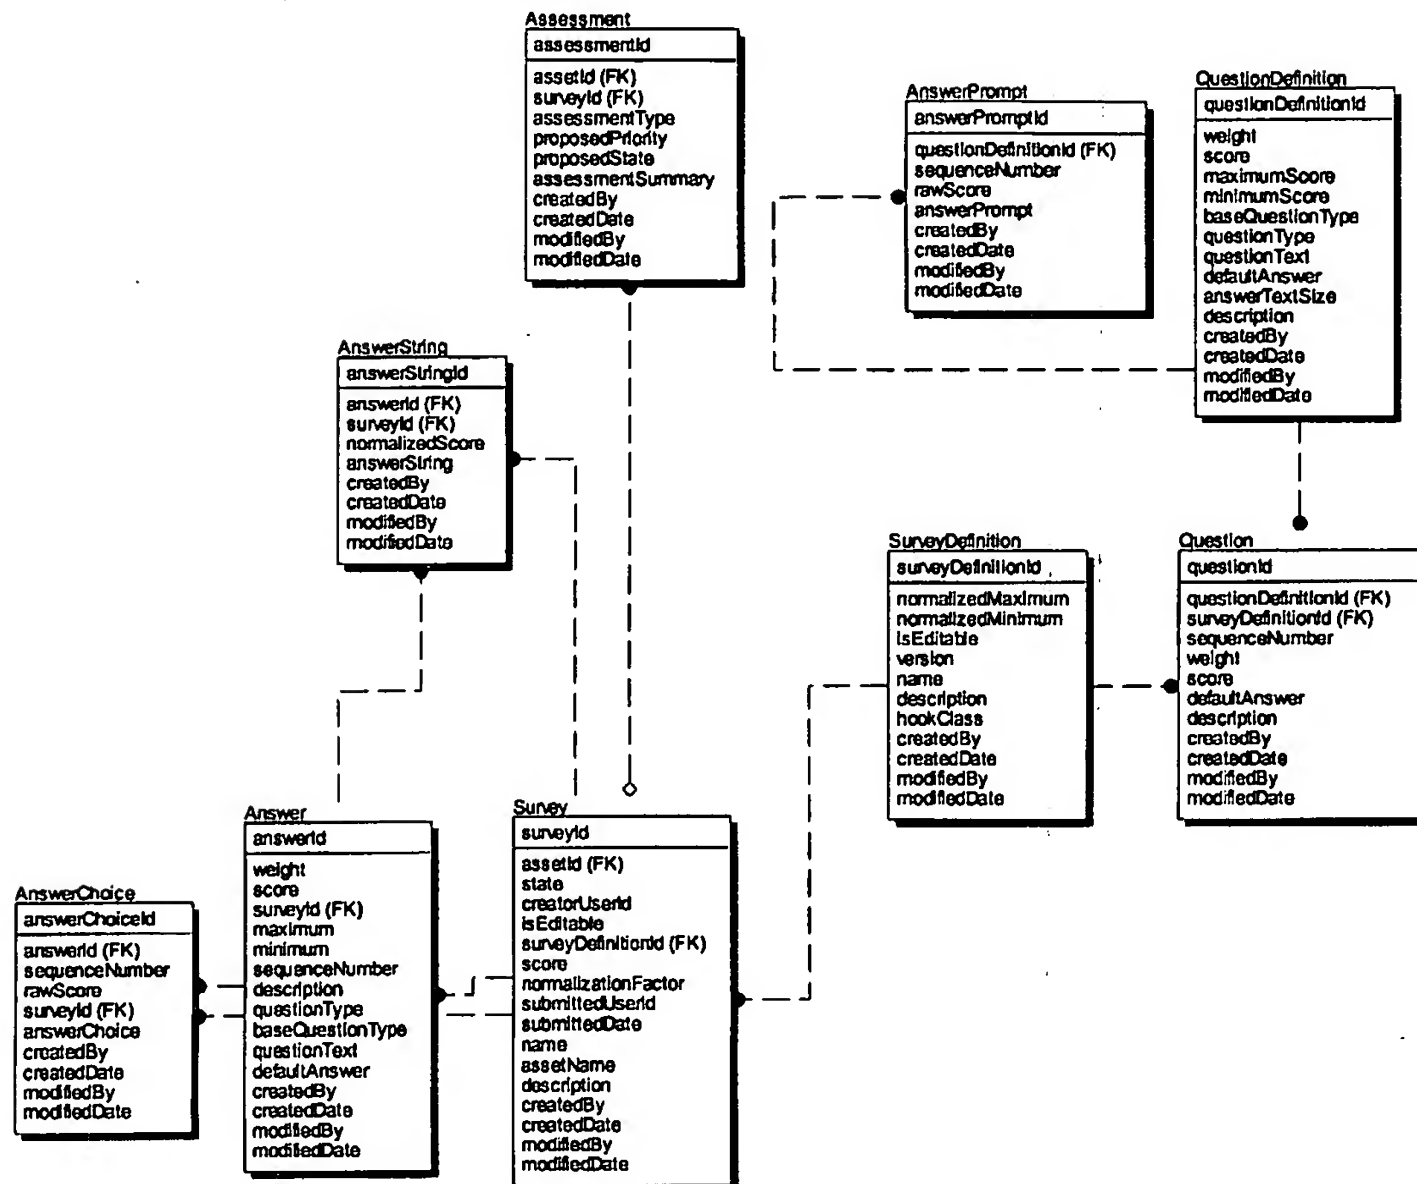 Assessment
assessmentId
assetId (FK)
surveyId (FK)
assessmentType
proposedPriority
proposedState
assessmentSummary
createdBy
createdDate
modifiedBy
modifiedDate
AnswerPrompt
answerPromptId
questionDefinitionId (FK)
sequenceNumber
rawScore
answerPrompt
createdBy
createdDate
modifiedBy
modifiedDate
QuestionDefinition
questionDefinitionId
weight
score
maximumScore
minimumScore
baseQuestionType
questionType
questionText
defaultAnswer
answerTextSize
description
createdBy
createdDate
modifiedBy
modifiedDate
AnswerString
answerStringId
answerId (FK)
surveyId (FK)
normalizedScore
answerString
createdBy
createdDate
modifiedBy
modifiedDate
SurveyDefinition
surveyDefinitionId
normalizedMaximum
normalizedMinimum
isEditable
version
name
description
hookClass
createdBy
createdDate
modifiedBy
modifiedDate
Question
questionId
questionDefinitionId (FK)
surveyDefinitionId (FK)
sequenceNumber
weight
score
defaultAnswer
description
createdBy
createdDate
modifiedBy
modifiedDate
Answer
answerId
weight
score
surveyId (FK)
maximum
minimum
sequenceNumber
description
questionType
baseQuestionType
questionText
defaultAnswer
createdBy
createdDate
modifiedBy
modifiedDate
Survey
surveyId
assetId (FK)
state
creatorUserId
isEditable
surveyDefinitionId (FK)
score
normalizationFactor
submittedUserId
submittedDate
name
assetName
description
createdBy
createdDate
modifiedBy
modifiedDate
AnswerChoice
answerChoiceId
answerId (FK)
sequenceNumber
rawScore
surveyId (FK)
answerChoice
createdBy
createdDate
modifiedBy
modifiedDate